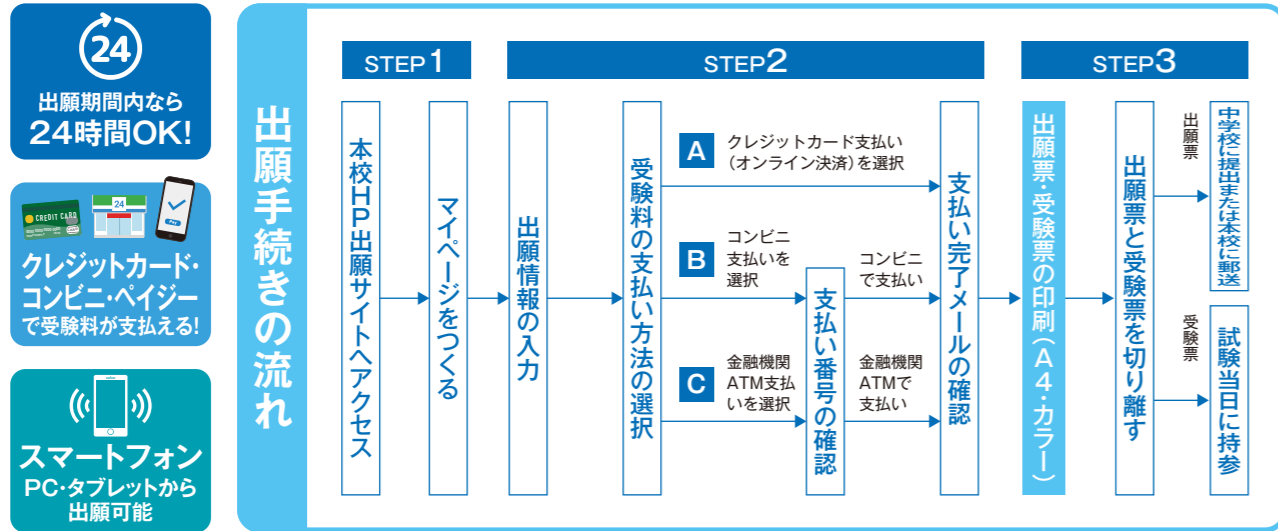 24
出願期間内なら
24時間OK!
CREDIT CARD
24
Pay
クレジットカード・
コンビニ・ペイジー
で受験料が支払える!
スマートフォン
PC・タブレットから
出願可能
出願手続きの流れ
STEP1
本校HP出願サイトへアクセス
マイページをつくる
STEP2
出願情報の入力
受験料の支払い方法の選択
A
クレジットカード支払い
(オンライン決済)を選択
B
コンビニ
支払いを
選択
C
金融機関
ATM支払
いを選択
支払い番号の確認
コンビニ
で支払い
金融機関
ATMで
支払い
支払い完了メールの確認
STEP3
出願票・受験票の印刷(A4・カラー)
出願票と受験票を切り離す
出願票
中学校に提出または本校に郵送
受験票
試験当日に持参